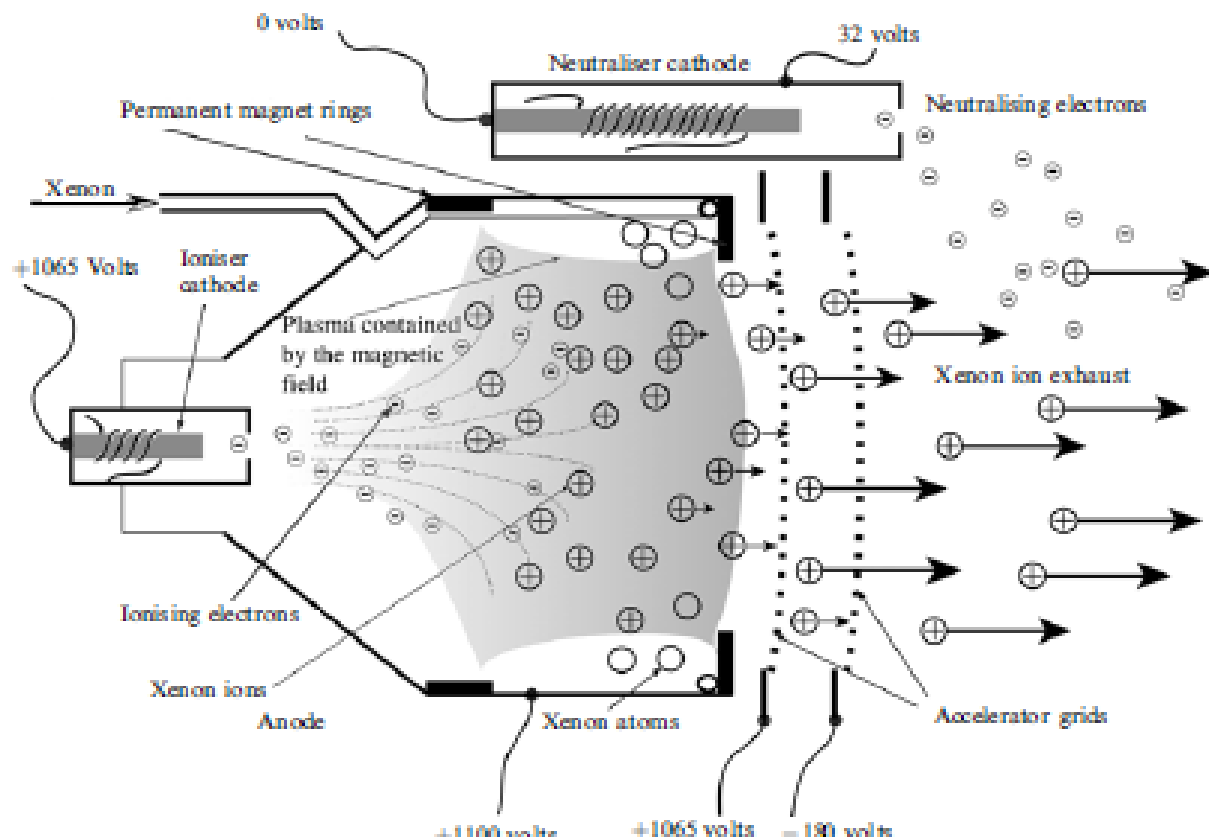 0 volts
32 volts
Neutraliser cathode
Permanent magnet rings
Neutralising electrons
Xenon
+1065 Volts
Ioniser
cathode
Plasma contained
by the magnetic
field
Xenon ion exhaust
Ionising electrons
Xenon ions
Anode
Xenon atoms
Accelerator grids
+1100 volts
+1065 volts
−180 volts